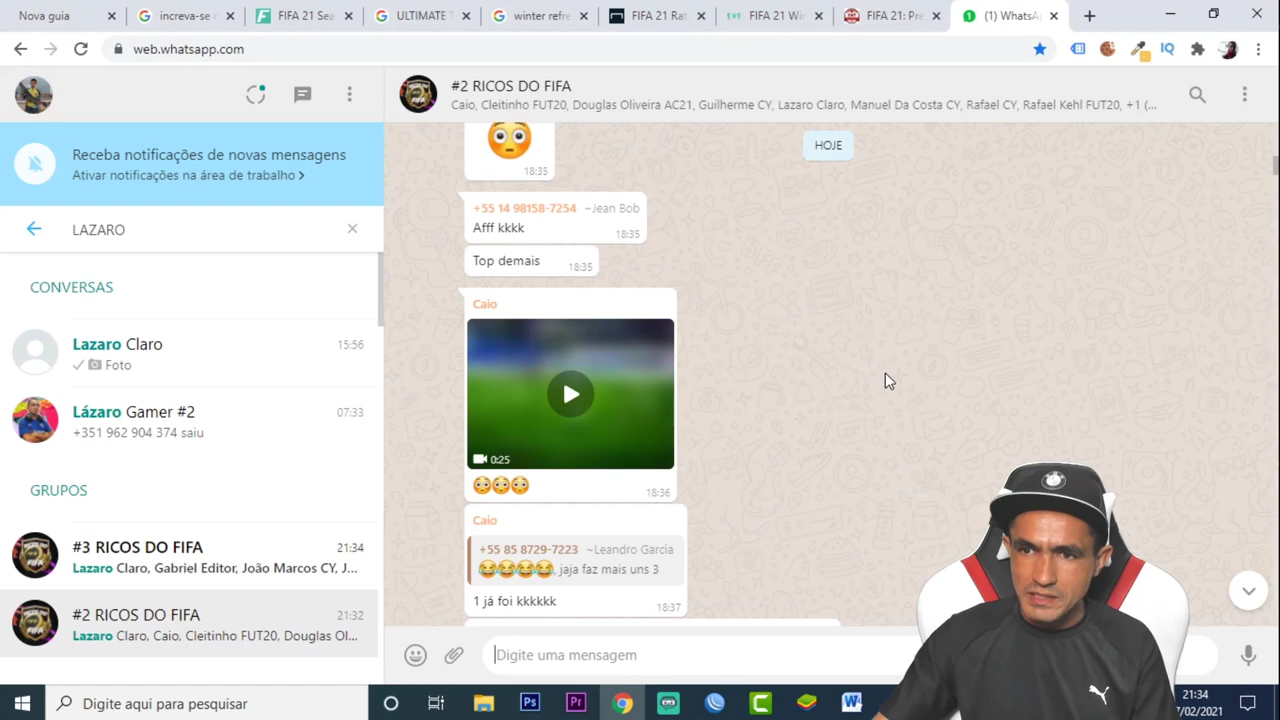 Nova guia
increva-se r
FIFA 21 Sea
ULTIMATE T
winter refre
FIFA 21 Rat
FIFA 21 Wir
FIFA 21: Pre
(1) WhatsA
web.whatsapp.com
IQ
Receba notificações de novas mensagens
Ativar notificações na área de trabalho >
LAZARO
CONVERSAS
Lazaro Claro
15:56
Foto
Lázaro Gamer #2
07:33
+351 962 904 374 saiu
GRUPOS
#3 RICOS DO FIFA
21:34
Lazaro Claro, Gabriel Editor, João Marcos CY, J...
#2 RICOS DO FIFA
21:32
Lazaro Claro, Caio, Cleitinho FUT20, Douglas Ol...
#2 RICOS DO FIFA
Caio, Cleitinho FUT20, Douglas Oliveira AC21, Guilherme CY, Lazaro Claro, Manuel Da Costa CY, Rafael CY, Rafael Kehl FUT20, +1 (...
HOJE
18:35
+55 14 98158-7254 ~Jean Bob
Afff kkkk
18:35
Top demais
18:35
Caio
0:25
18:36
Caio
+55 85 8729-7223 ~Leandro Garcia
, jaja faz mais uns 3
1 já foi kkkkkk
18:37
Digite uma mensagem
Digite aqui para pesquisar
Ps
Pr
W
21:34
7/02/2021